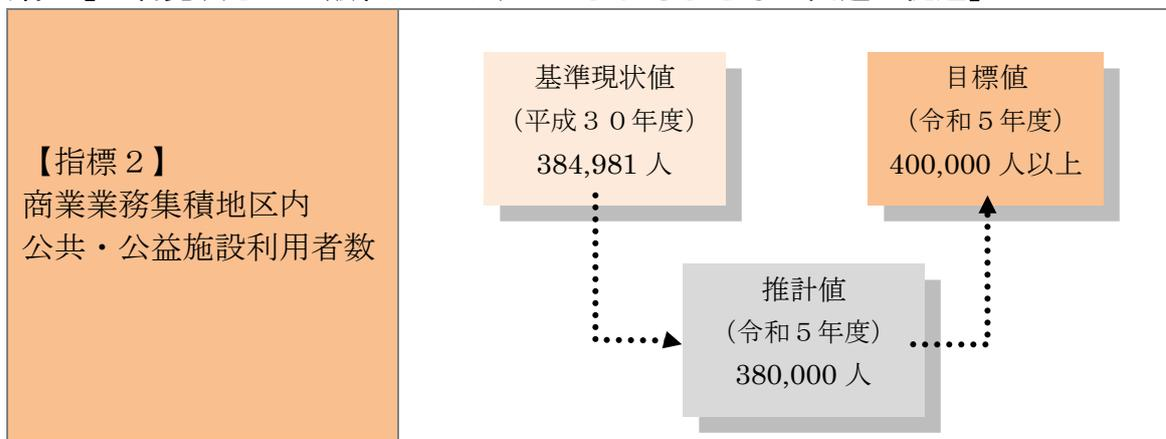 【指標２】
商業業務集積地区内
公共・公益施設利用者数
基準現状値
（平成３０年度）
384,981 人
目標値
（令和５年度）
400,000 人以上
推計値
（令和５年度）
380,000 人